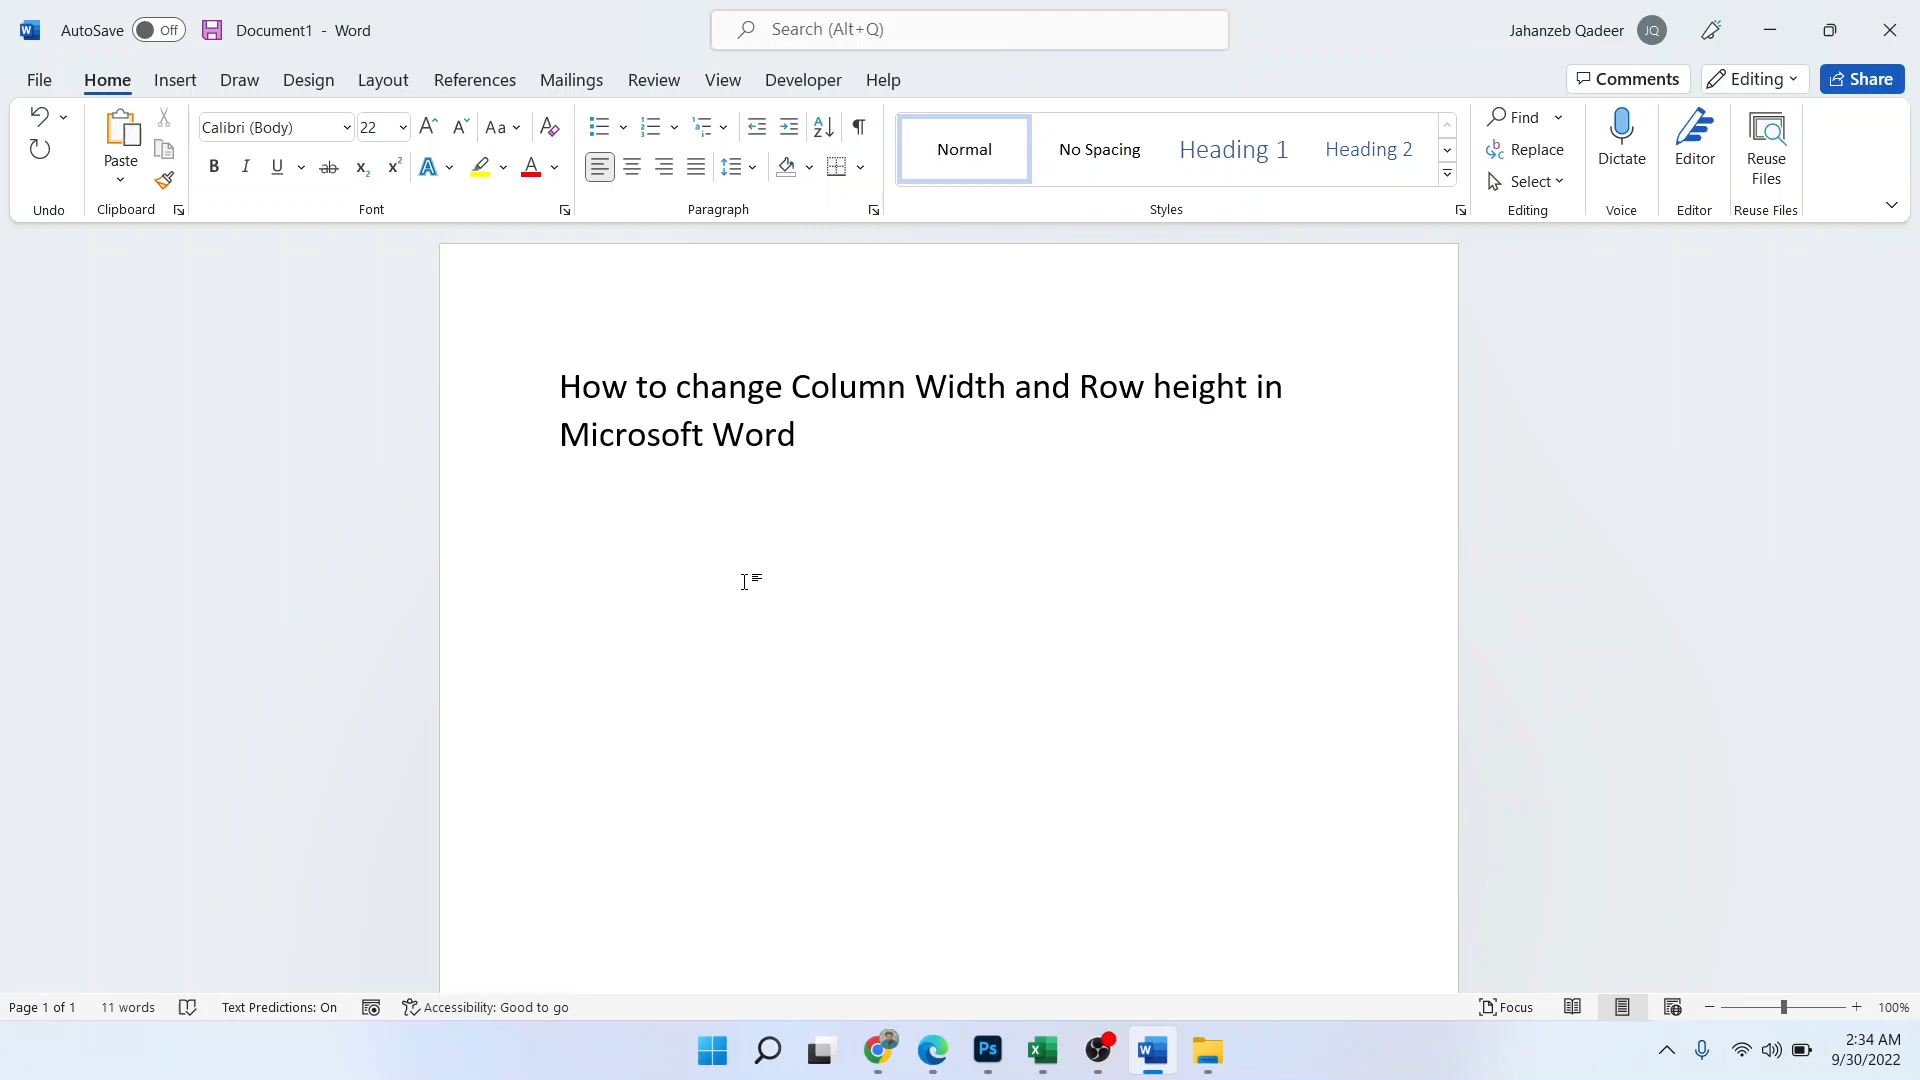 AutoSave Off Document1 - Word Search (Alt+Q) Jahanzeb Qadeer JQ
File Home Insert Draw Design Layout References Mailings Review View Developer Help Comments Editing Share
Calibri (Body) 22 Aa
Paste
Normal No Spacing Heading 1 Heading 2
Find
Replace
Select
Dictate
Editor
Reuse
Files
Undo Clipboard Font Paragraph Styles Editing Voice Editor Reuse Files
How to change Column Width and Row height in
Microsoft Word
Page 1 of 1 11 words Text Predictions: On Accessibility: Good to go Focus 100%
Ps
2:34 AM
9/30/2022